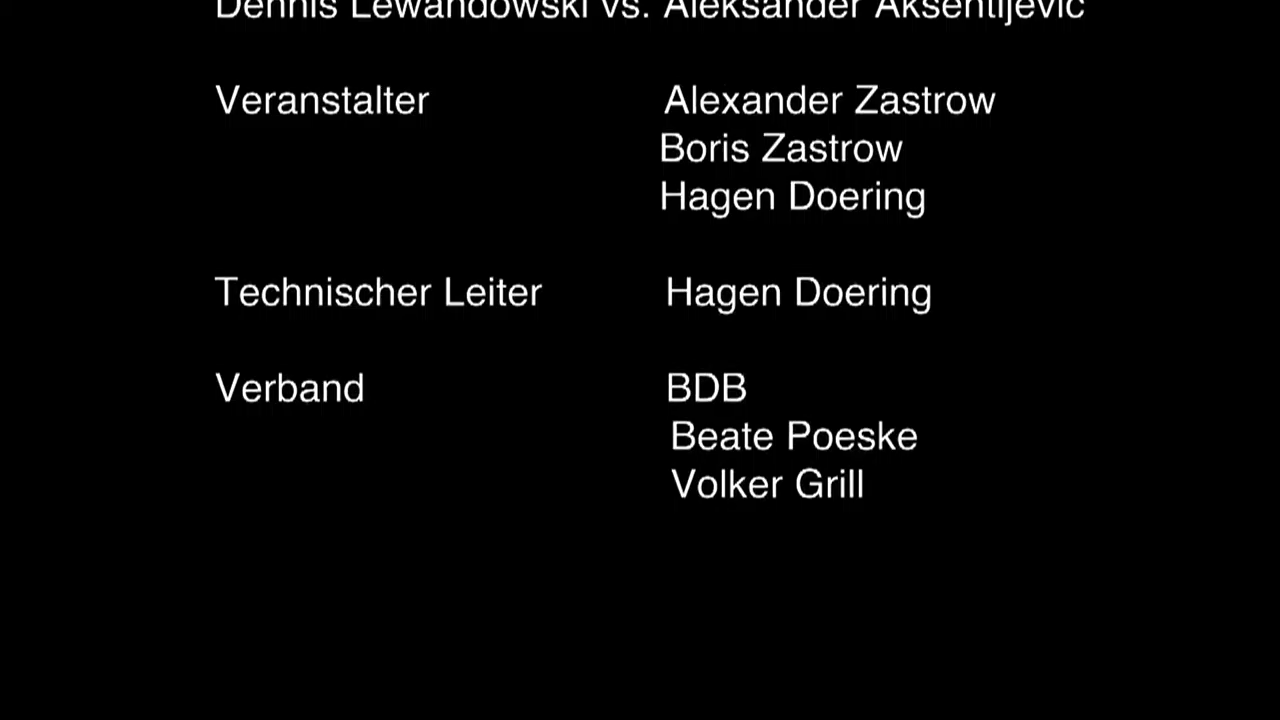 Dennis Lewandowski vs. Aleksander Aksentijevic
Veranstalter Alexander Zastrow
Boris Zastrow
Hagen Doering
Technischer Leiter Hagen Doering
Verband BDB
Beate Poeske
Volker Grill